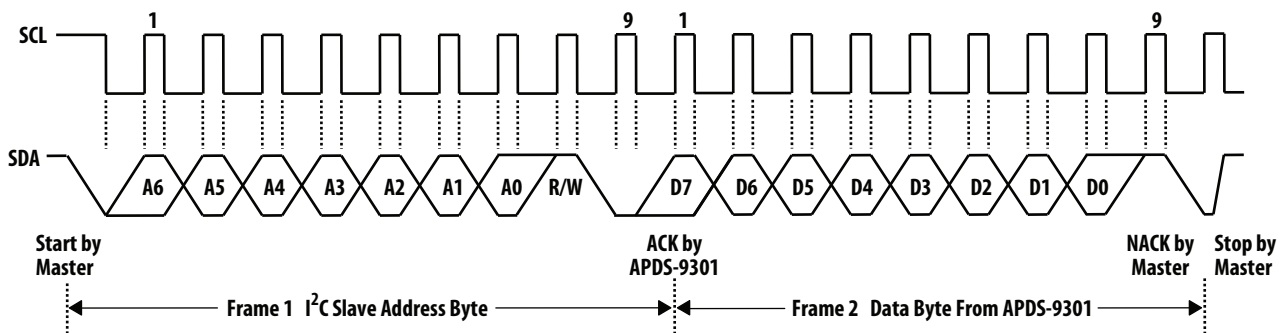 1 9 1 9
SCL
SDA
A6 A5 A4 A3 A2 A1 A0 R/W D7 D6 D5 D4 D3 D2 D1 D0
Start by
Master
ACK by
APDS-9301
NACK by
Master
Stop by
Master
Frame 1 I²C Slave Address Byte
Frame 2 Data Byte From APDS-9301